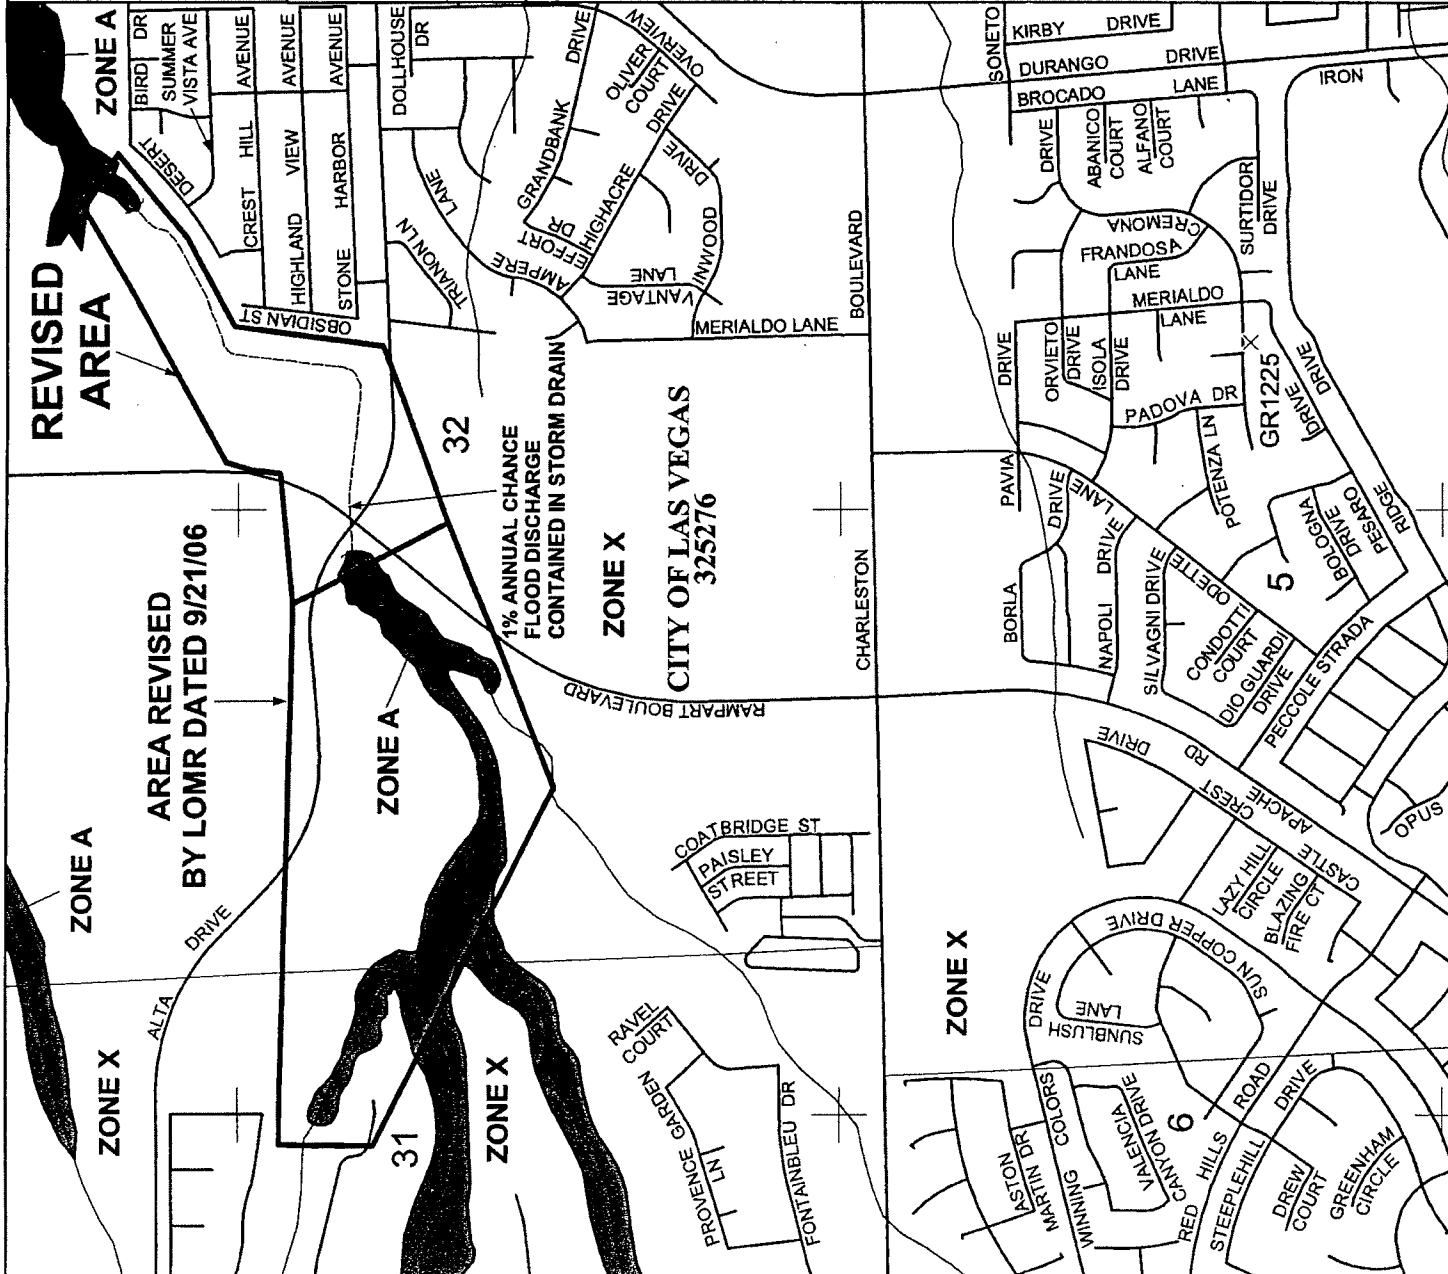 ZONE A
BIRD DR
SUMMER
VISTA AVE
DESERT
CREST HILL AVENUE
HIGHLAND VIEW AVENUE
STONE HARBOR AVENUE
OBSIDIAN ST
DOLLHOUSE
DR
TRIANON LN
LANE
AMPERE
EFFORT
DR
GRANDBANK DRIVE
OLIVER
COURT
OVERVIEW
HIGHACRE DRIVE
DRIVE
INWOOD
VANTAGE
LANE
MERIALDO LANE
BOULEVARD
CHARLESTON
REVISED
AREA
AREA REVISED
BY LOMR DATED 9/21/06
32
1% ANNUAL CHANCE
FLOOD DISCHARGE
CONTAINED IN STORM DRAIN
ZONE X
CITY OF LAS VEGAS
325276
RAMPART BOULEVARD
ZONE A
ZONE A
ALTA DRIVE
ZONE X
31
ZONE X
COATBRIDGE ST
PAISLEY
STREET
RAVEL
COURT
PROVENCE GARDEN
LN
FONTAINBLEU DR
SONETO
KIRBY DRIVE
DURANGO DRIVE
BROCADO LANE
IRON
DRIVE
ABANICO
COURT
ALFANO
COURT
CREMONA
FRANDOSA
LANE
SURTIDOR
DRIVE
MERIALDO
LANE
DRIVE
ORVIETO
DRIVE
ISOLA
DRIVE
PADOVA DR
POTENZA LN
GR1225
DRIVE
DRIVE
PAVIA
DRIVE
LANE
BORLA
NAPOLI DRIVE
SILVAGNI DRIVE
ODETTE
CONDOTTI
COURT
DIO GUARDI
DRIVE
5
BOLOGNA
DRIVE
PESARO
RIDGE
PECCOLE STRADA
DRIVE
CREST
RD
APACHE
CASTLE
OPUS
LAZY HILL
CIRCLE
BLAZING
FIRE CT
ZONE X
DRIVE
SUN COPPER DRIVE
SUNBLUSH
LANE
ASTON
MARTIN DR
WINNING COLORS
VALENCIA
CANYON DRIVE
6
RED HILLS ROAD
STEEPLEHILL DRIVE
DREW
COURT
GREENHAM
CIRCLE